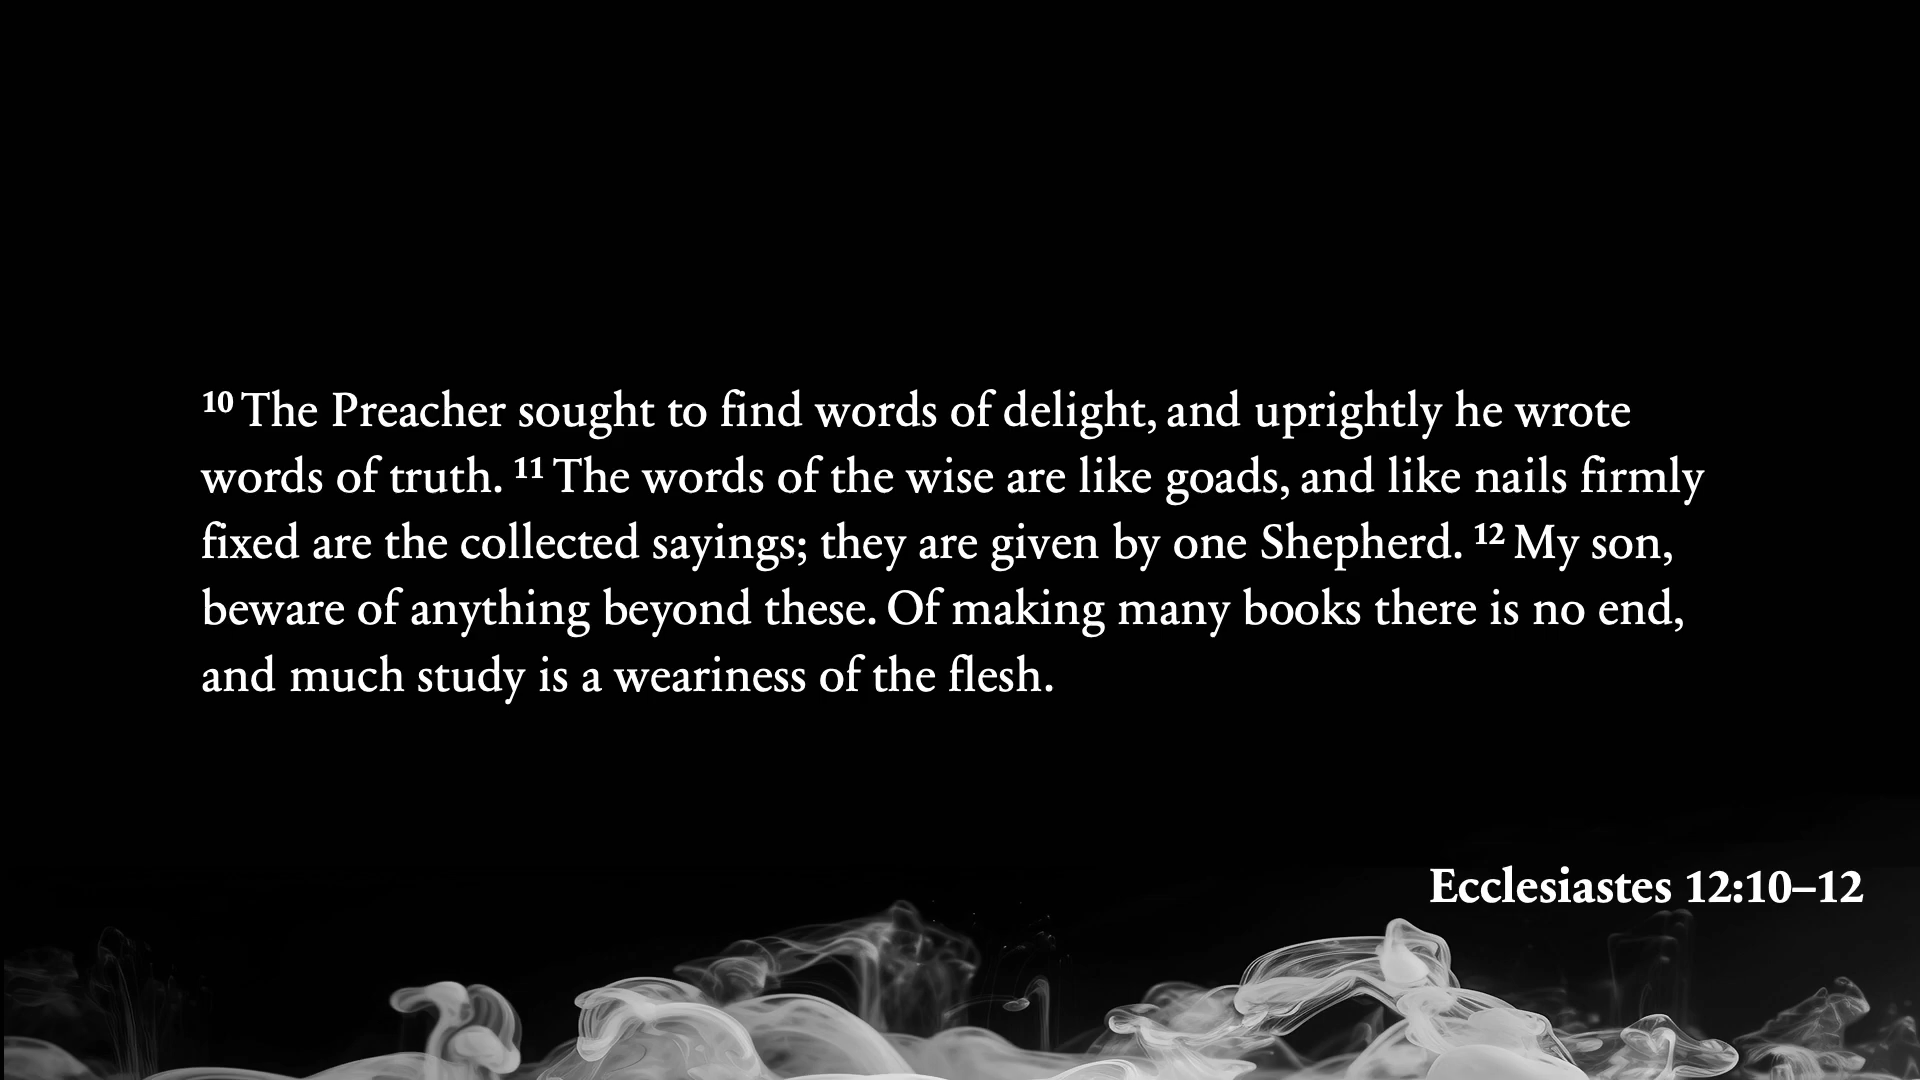 ¹⁰ The Preacher sought to find words of delight, and uprightly he wrote
words of truth. ¹¹ The words of the wise are like goads, and like nails firmly
fixed are the collected sayings; they are given by one Shepherd. ¹² My son,
beware of anything beyond these. Of making many books there is no end,
and much study is a weariness of the flesh.
Ecclesiastes 12:10–12